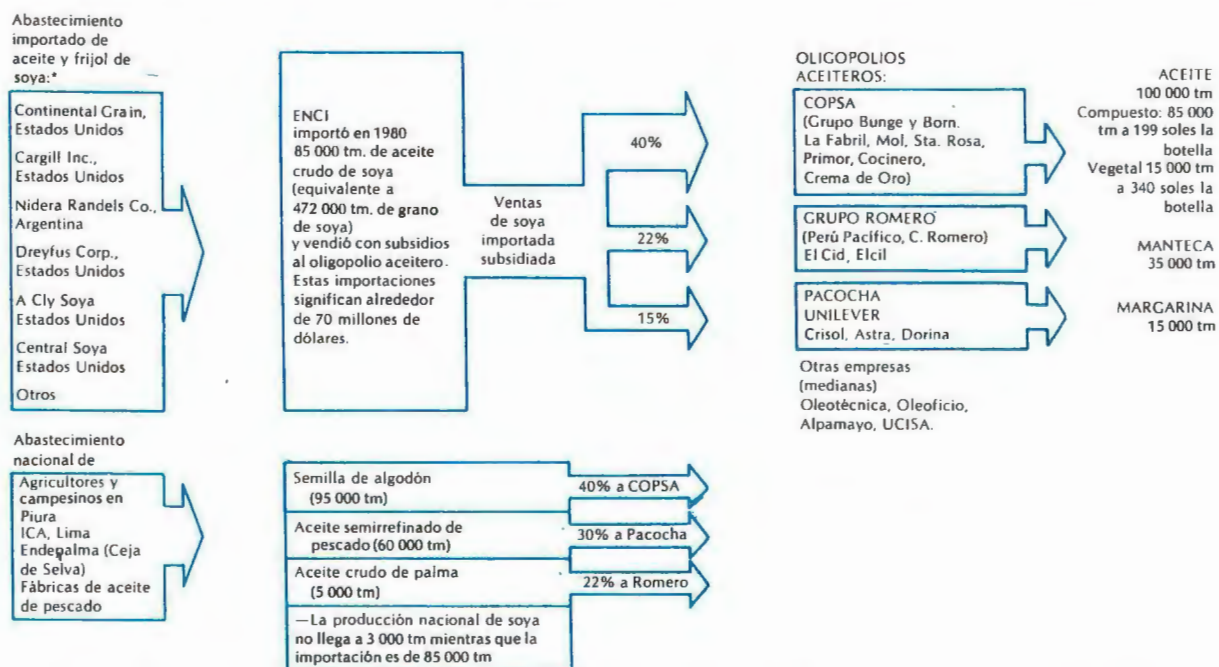 Abastecimiento
importado de
aceite y frijol de
soya:*
Continental Grain,
Estados Unidos
Cargill Inc.,
Estados Unidos
Nidera Randels Co.,
Argentina
Dreyfus Corp.,
Estados Unidos
A Cly Soya
Estados Unidos
Central Soya
Estados Unidos
Otros
ENCI
importó en 1980
85 000 tm. de aceite
crudo de soya
(equivalente a
472 000 tm. de grano
de soya)
y vendió con subsidios
al oligopolio aceitero.
Estas importaciones
significan alrededor
de 70 millones de
dólares.
Ventas
de soya
importada
subsidiada
40%
22%
15%
OLIGOPOLIOS
ACEITEROS:
COPSA
(Grupo Bunge y Born.
La Fabril, Mol, Sta. Rosa,
Primor, Cocinero,
Crema de Oro)
GRUPO ROMERO
(Perú Pacífico, C. Romero)
El Cid, Elcil
PACOCHA
UNILEVER
Crisol, Astra, Dorina
Otras empresas
(medianas)
Oleotécnica, Oleoficio,
Alpamayo, UCISA.
ACEITE
100 000 tm
Compuesto: 85 000
tm a 199 soles la
botella
Vegetal 15 000 tm
a 340 soles la
botella
MANTECA
35 000 tm
MARGARINA
15 000 tm
Abastecimiento
nacional de
Agricultores y
campesinos en
Piura
ICA, Lima
Endepalma (Ceja
de Selva)
Fábricas de aceite
de pescado
Semilla de algodón
(95 000 tm)
40% a COPSA
Aceite semirrefinado de
pescado (60 000 tm)
30% a Pacocha
Aceite crudo de palma
(5 000 tm)
22% a Romero
—La producción nacional de soya
no llega a 3 000 tm mientras que la
importación es de 85 000 tm